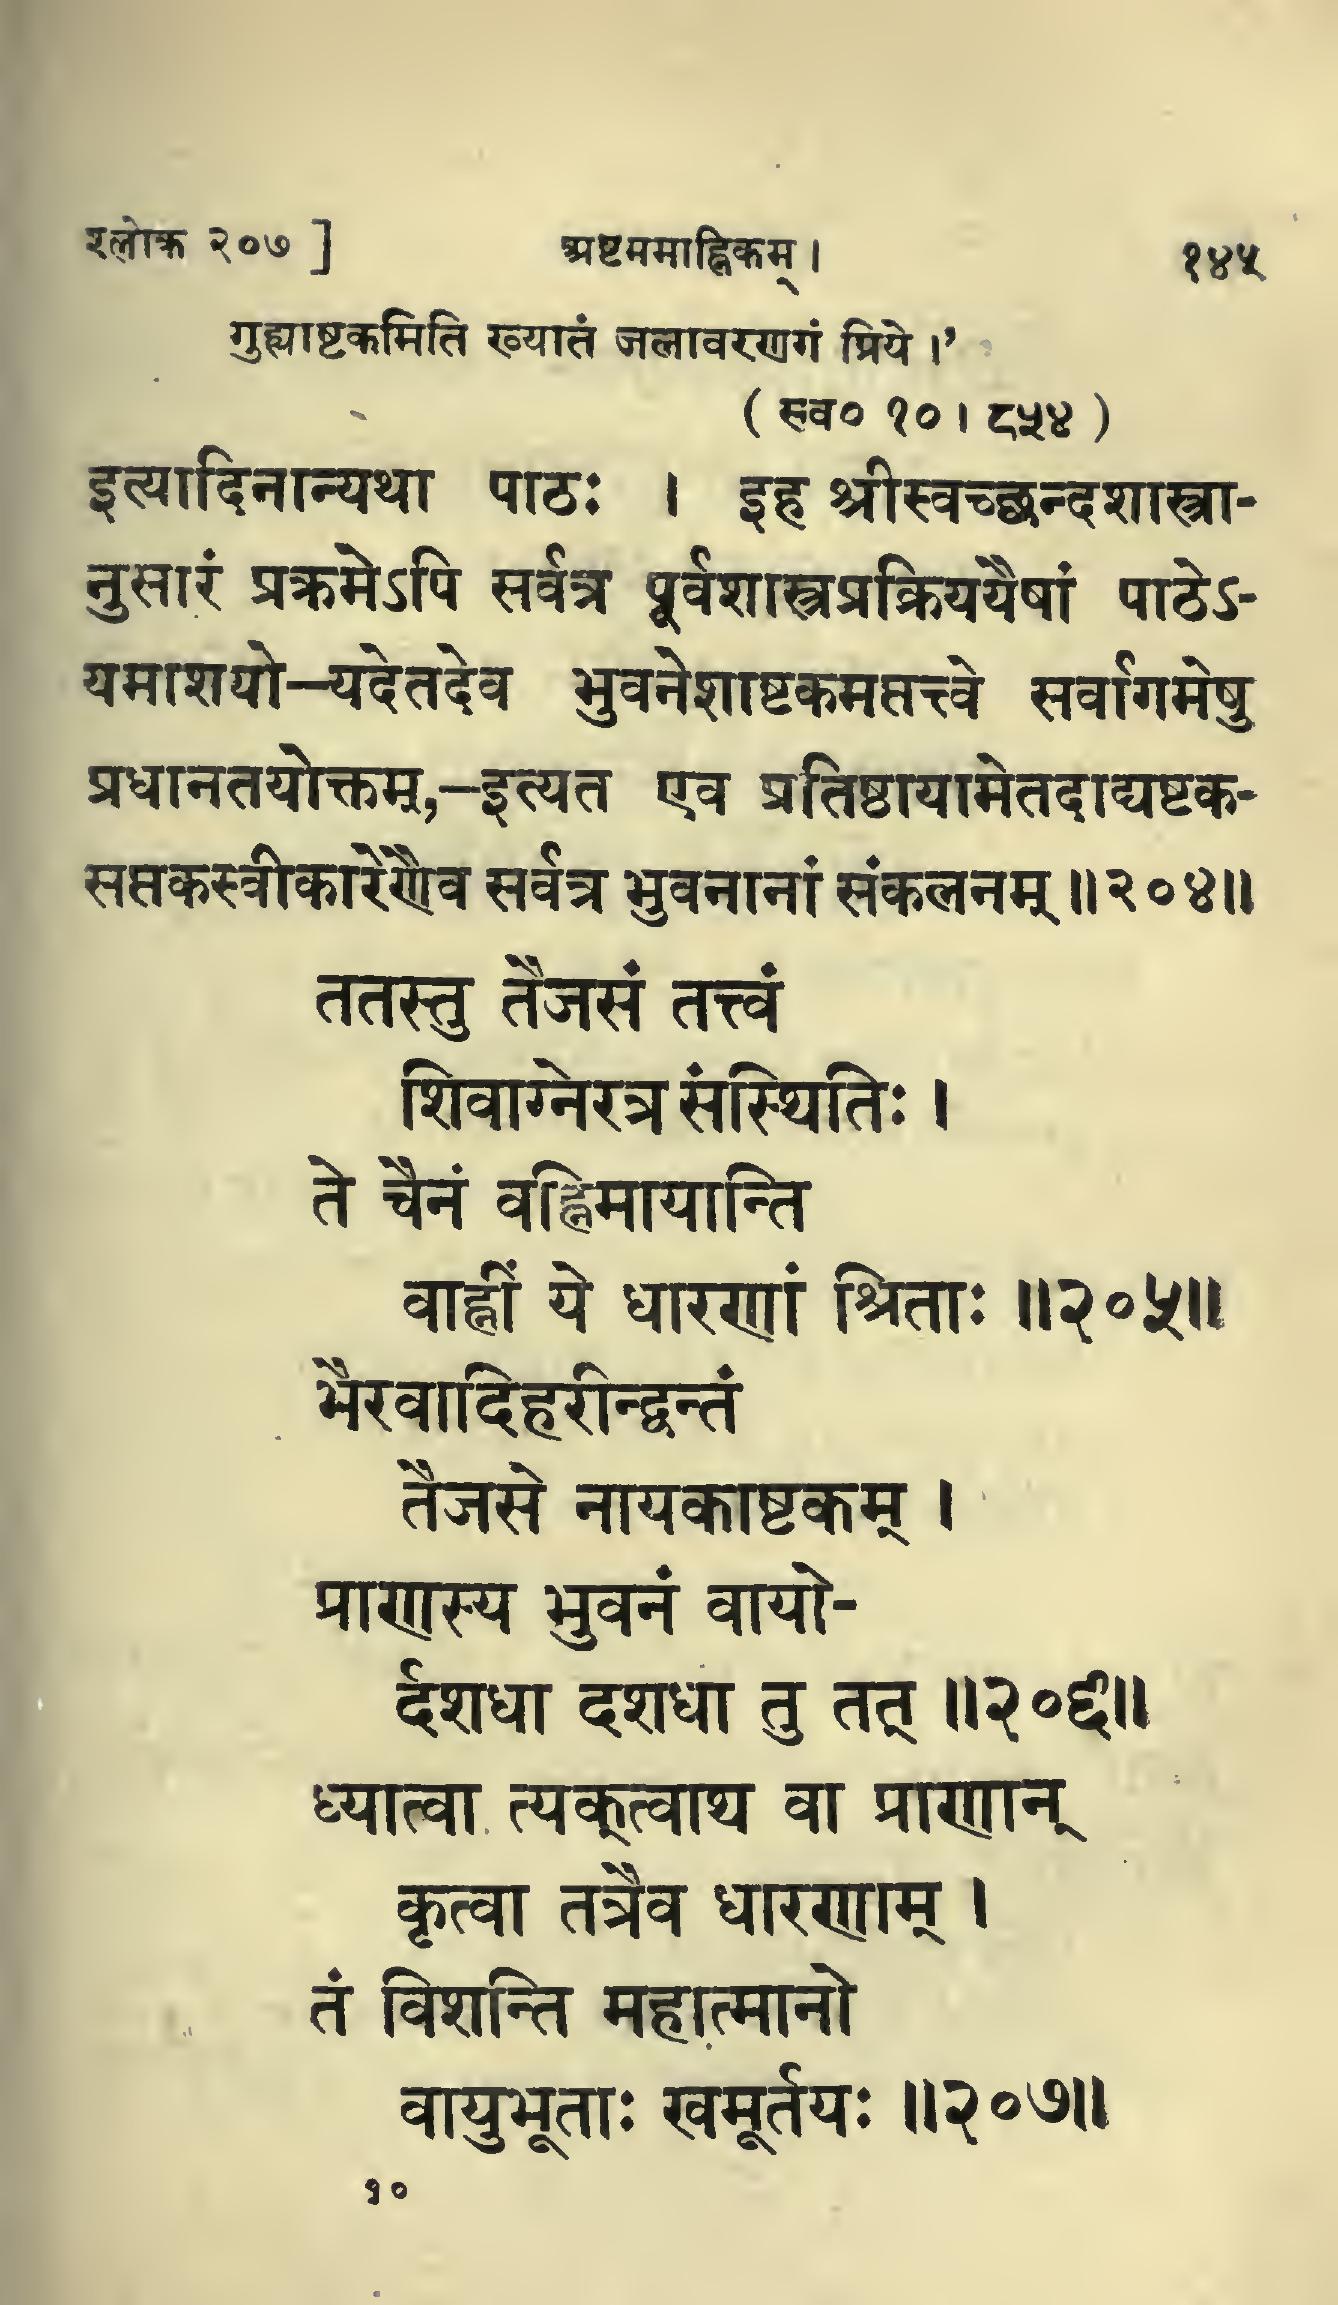 श्लोक २०७ ]	अष्टममाह्निकम् ।	१४५
गुह्याष्टकमिति ख्यातं जलावरणगं प्रिये ।'
( स्व० १० । ८५४ )
इत्यादिनान्यथा पाठः । इह श्रीस्वच्छन्दशास्त्रा-
नुसारं प्रक्रमेऽपि सर्वत्र पूर्वशास्त्रप्रक्रिययैषां पाठेऽ-
यमाशयो—यदेतदेव भुवनेशाष्टकमप्तत्त्वे सर्वागमेषु
प्रधानतयोक्तम्,—इत्यत एव प्रतिष्ठायामेतदाद्यष्टक-
सप्तकस्वीकारेणैव सर्वत्र भुवनानां संकलनम् ॥२०४॥
ततस्तु तैजसं तत्त्वं
शिवाग्नेरत्र संस्थितिः ।
ते चैनं वह्निमायान्ति
वाह्नीं ये धारणां श्रिताः ॥२०५॥
भैरवादिहरीन्द्वन्तं
तैजसे नायकाष्टकम् ।
प्राणस्य भुवनं वायो-
र्दशधा दशधा तु तत् ॥२०६॥
ध्यात्वा त्यक्त्वाथ वा प्राणान्
कृत्वा तत्रैव धारणाम् ।
तं विशन्ति महात्मानो
वायुभूताः खमूर्तयः ॥२०७॥
१०